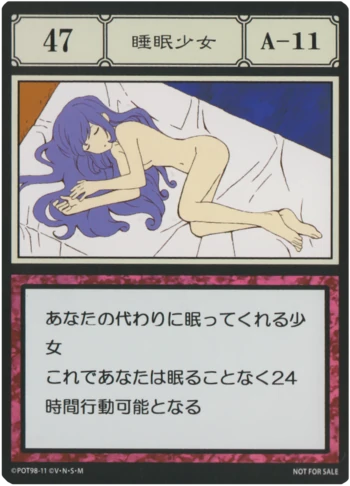 47
睡眠少女
A-11
あなたの代わりに眠ってくれる少
女
これであなたは眠ることなく24
時間行動可能となる
©POT98-11 ©V・N・S・M
NOT FOR SALE